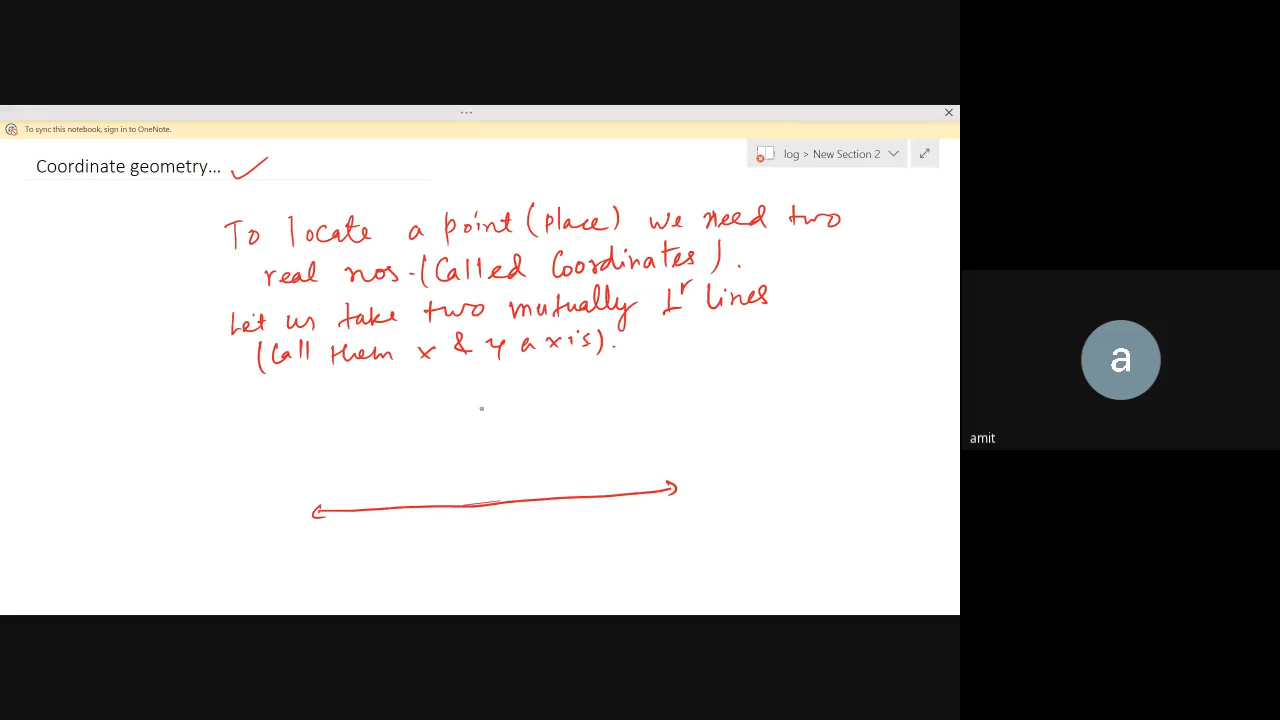 To sync this notebook, sign in to OneNote.
Coordinate geometry...
log > New Section 2
To locate a point (place) we need two
real nos. (Called Coordinates).
Let us take two mutually ⊥r lines
(Call them x & y axis).
a
amit